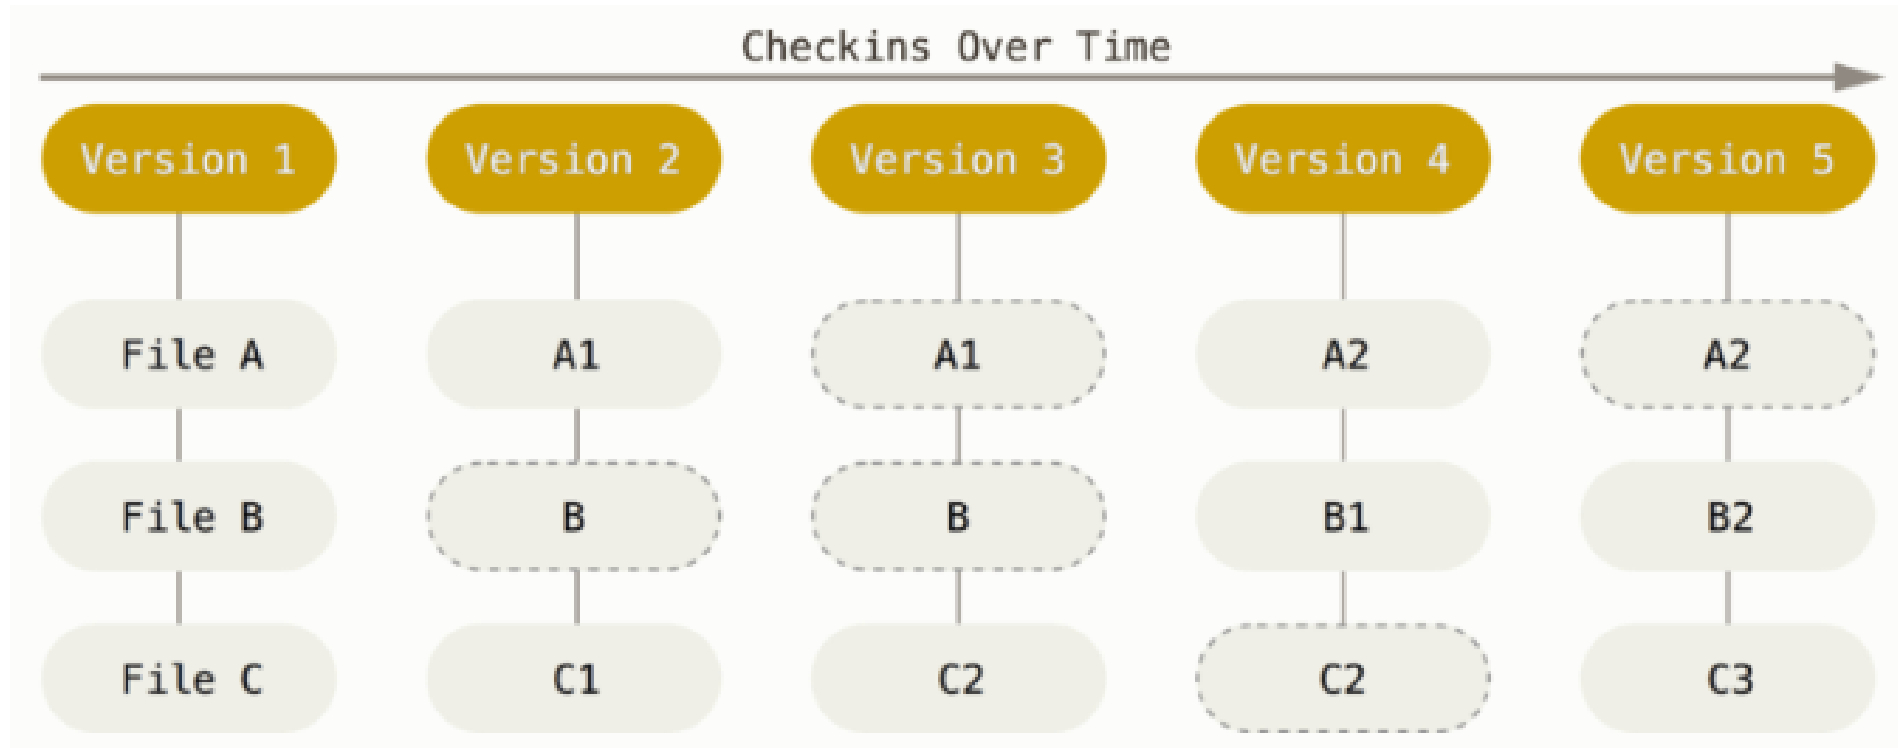 Checkins Over Time
Version 1 Version 2 Version 3 Version 4 Version 5
File A A1 A1 A2 A2
File B B B B1 B2
File C C1 C2 C2 C3